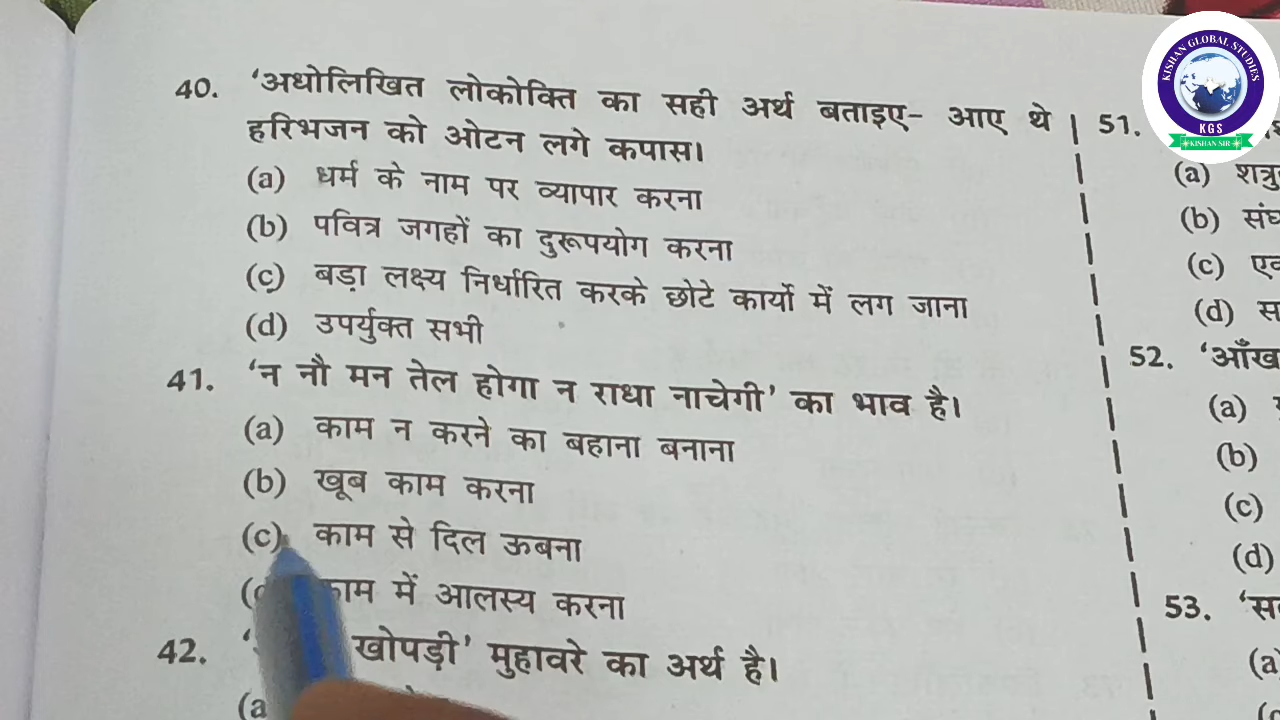 40. 'अधोलिखित लोकोक्ति का सही अर्थ बताइए- आए थे
हरिभजन को ओटन लगे कपास।
(a) धर्म के नाम पर व्यापार करना
(b) पवित्र जगहों का दुरूपयोग करना
(c) बड़ा लक्ष्य निर्धारित करके छोटे कार्यो में लग जाना
(d) उपर्युक्त सभी
41. 'न नौ मन तेल होगा न राधा नाचेगी' का भाव है।
(a) काम न करने का बहाना बनाना
(b) खूब काम करना
(c) काम से दिल ऊबना
काम में आलस्य करना
42. खोपड़ी' मुहावरे का अर्थ है।
(a
51.
(a)
(b)
(c)
(d)
52. 'आँख
(a)
(b)
(c)
(d)
53.
(a)
KISHAN GLOBAL STUDIES
KGS
KISHAN SIR